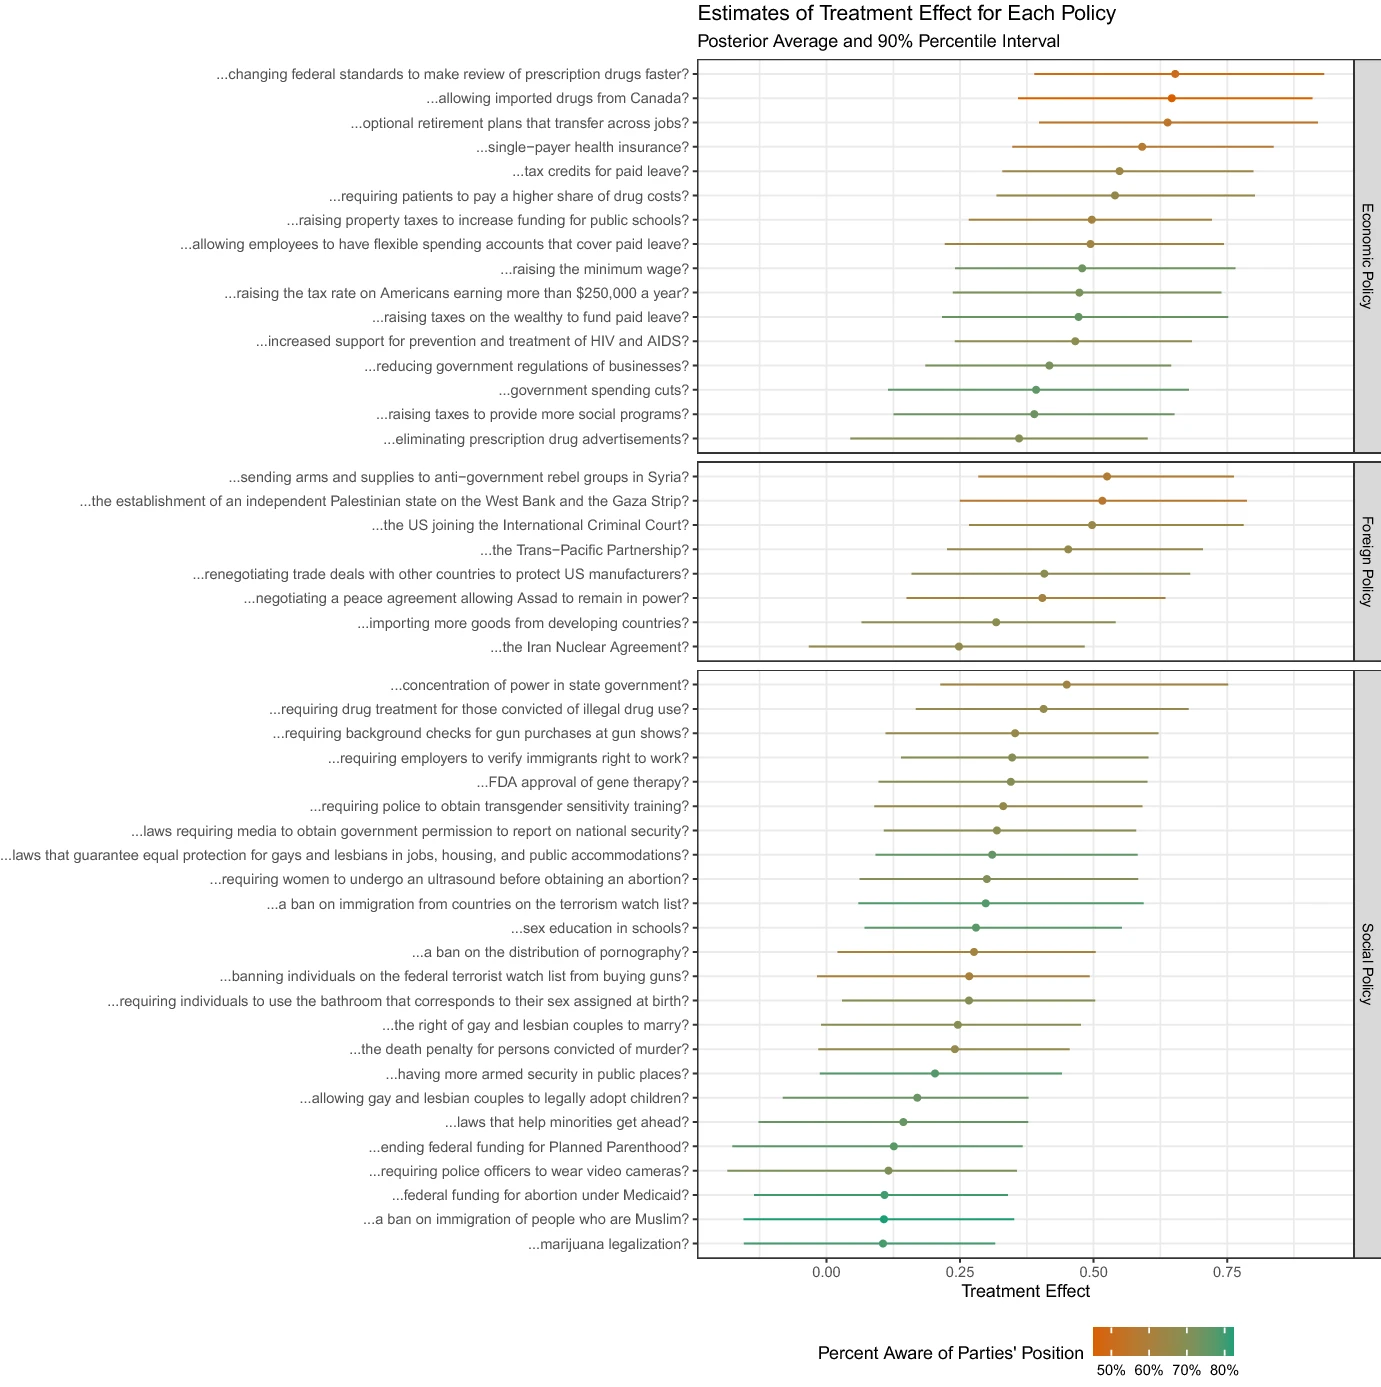 Estimates of Treatment Effect for Each Policy
Posterior Average and 90% Percentile Interval
...changing federal standards to make review of prescription drugs faster?
...allowing imported drugs from Canada?
...optional retirement plans that transfer across jobs?
...single−payer health insurance?
...tax credits for paid leave?
...requiring patients to pay a higher share of drug costs?
...raising property taxes to increase funding for public schools?
...allowing employees to have flexible spending accounts that cover paid leave?
...raising the minimum wage?
...raising the tax rate on Americans earning more than $250,000 a year?
...raising taxes on the wealthy to fund paid leave?
...increased support for prevention and treatment of HIV and AIDS?
...reducing government regulations of businesses?
...government spending cuts?
...raising taxes to provide more social programs?
...eliminating prescription drug advertisements?
Economic Policy
...sending arms and supplies to anti−government rebel groups in Syria?
...the establishment of an independent Palestinian state on the West Bank and the Gaza Strip?
...the US joining the International Criminal Court?
...the Trans−Pacific Partnership?
...renegotiating trade deals with other countries to protect US manufacturers?
...negotiating a peace agreement allowing Assad to remain in power?
...importing more goods from developing countries?
...the Iran Nuclear Agreement?
Foreign Policy
...concentration of power in state government?
...requiring drug treatment for those convicted of illegal drug use?
...requiring background checks for gun purchases at gun shows?
...requiring employers to verify immigrants right to work?
...FDA approval of gene therapy?
...requiring police to obtain transgender sensitivity training?
...laws requiring media to obtain government permission to report on national security?
...laws that guarantee equal protection for gays and lesbians in jobs, housing, and public accommodations?
...requiring women to undergo an ultrasound before obtaining an abortion?
...a ban on immigration from countries on the terrorism watch list?
...sex education in schools?
...a ban on the distribution of pornography?
...banning individuals on the federal terrorist watch list from buying guns?
...requiring individuals to use the bathroom that corresponds to their sex assigned at birth?
...the right of gay and lesbian couples to marry?
...the death penalty for persons convicted of murder?
...having more armed security in public places?
...allowing gay and lesbian couples to legally adopt children?
...laws that help minorities get ahead?
...ending federal funding for Planned Parenthood?
...requiring police officers to wear video cameras?
...federal funding for abortion under Medicaid?
...a ban on immigration of people who are Muslim?
...marijuana legalization?
Social Policy
0.00 0.25 0.50 0.75
Treatment Effect
Percent Aware of Parties' Position
50% 60% 70% 80%